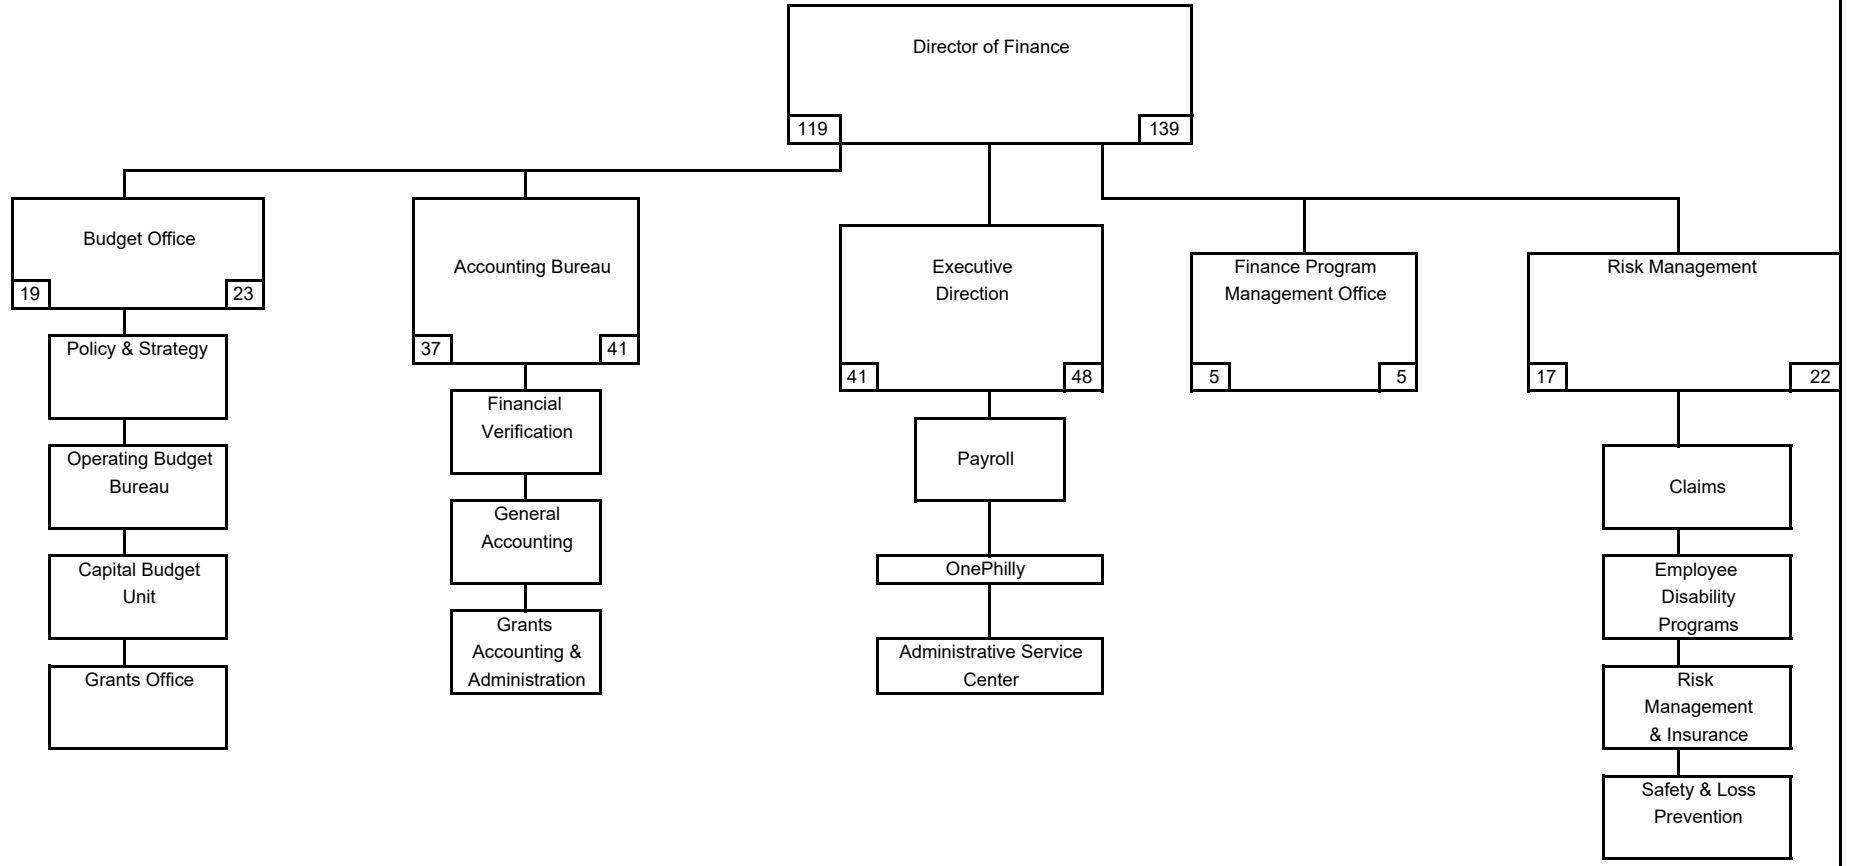 Director of Finance
119
139
Budget Office
19
23
Policy & Strategy
Operating Budget
Bureau
Capital Budget
Unit
Grants Office
Accounting Bureau
37
41
Financial
Verification
General
Accounting
Grants
Accounting &
Administration
Executive
Direction
41
48
Payroll
OnePhilly
Administrative Service
Center
Finance Program
Management Office
5
5
Risk Management
17
22
Claims
Employee
Disability
Programs
Risk
Management
& Insurance
Safety & Loss
Prevention